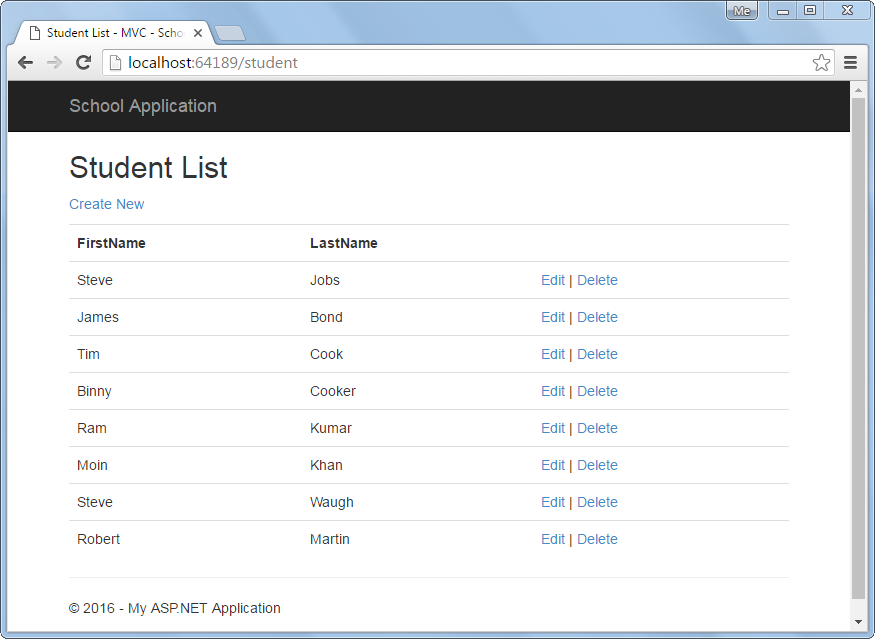 Me
Student List - MVC - Scho
localhost:64189/student
School Application
Student List
Create New
FirstName LastName
Steve Jobs Edit | Delete
James Bond Edit | Delete
Tim Cook Edit | Delete
Binny Cooker Edit | Delete
Ram Kumar Edit | Delete
Moin Khan Edit | Delete
Steve Waugh Edit | Delete
Robert Martin Edit | Delete
© 2016 - My ASP.NET Application